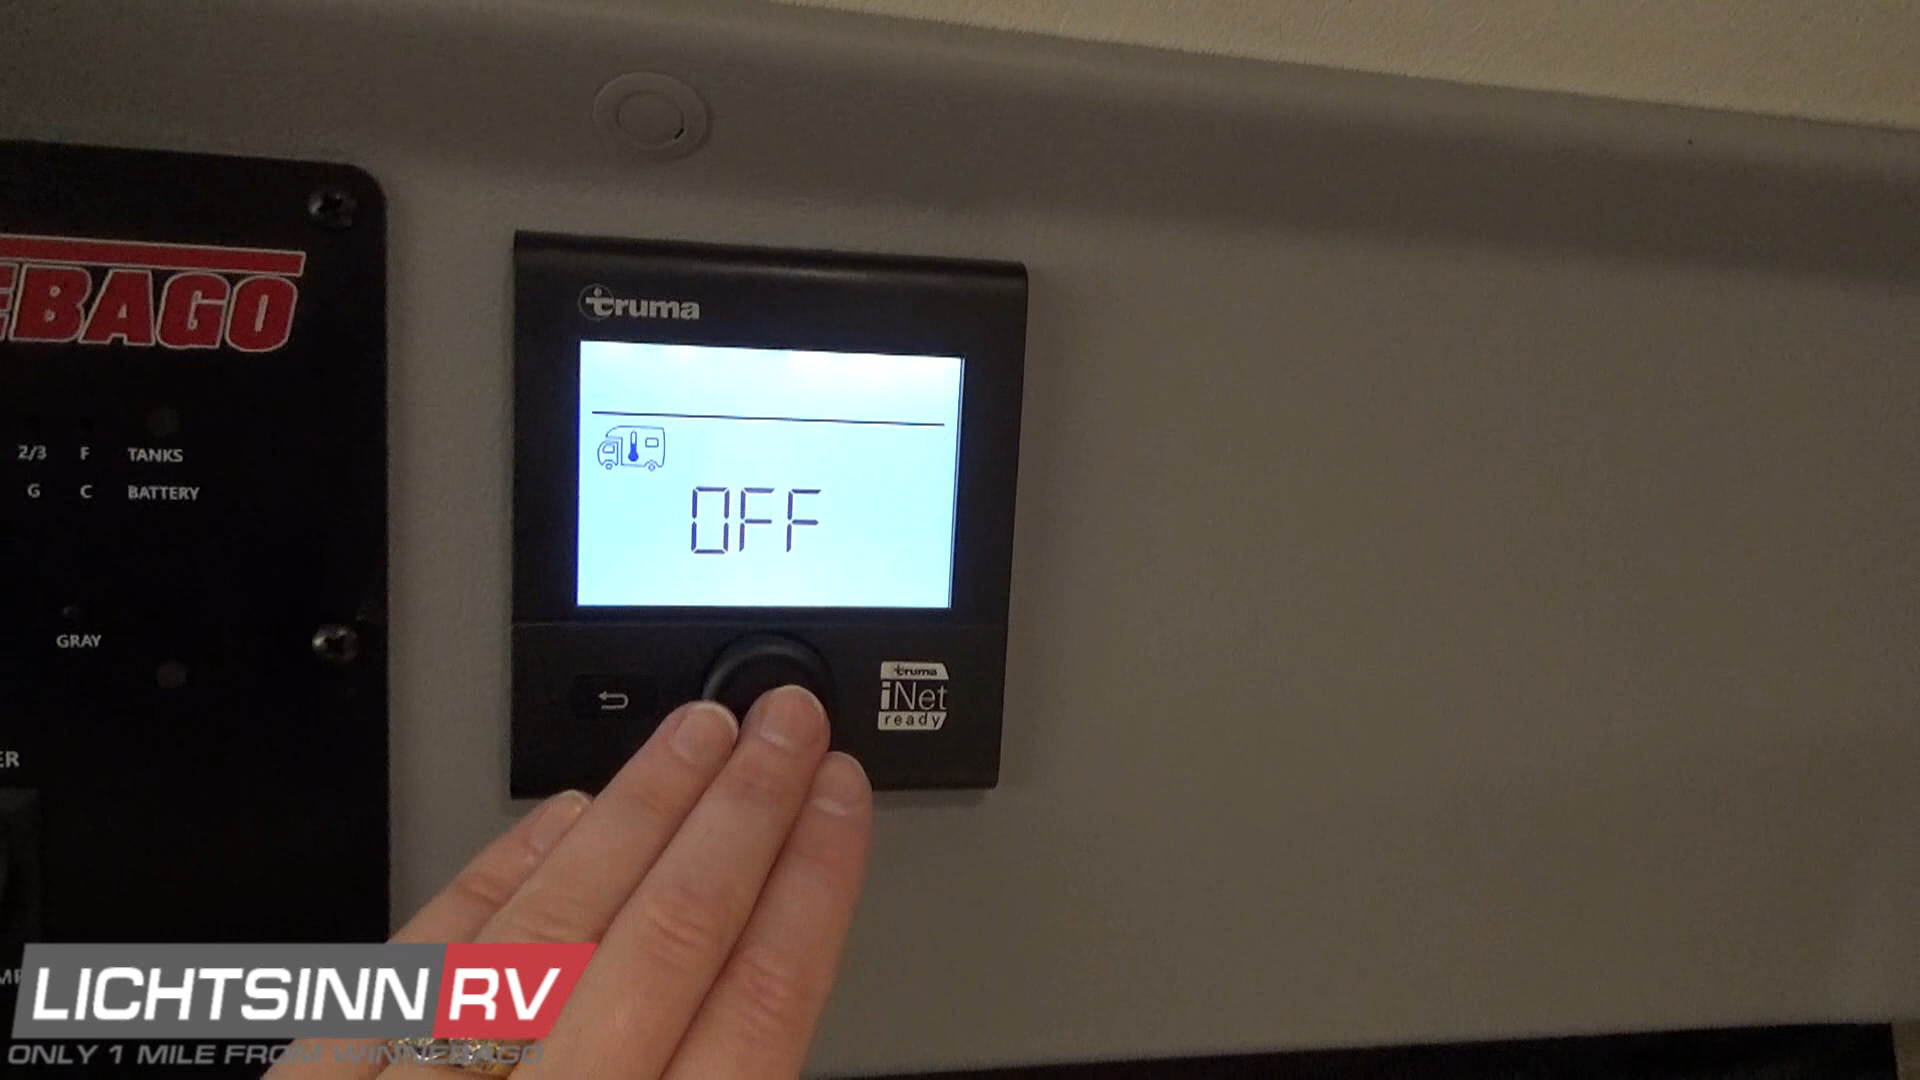 truma
EBAGO
2/3 F TANKS
G C BATTERY
OFF
GRAY
truma
iNet
ready
ER
MP
LICHTSINN RV
ONLY 1 MILE FROM WINNEBAGO